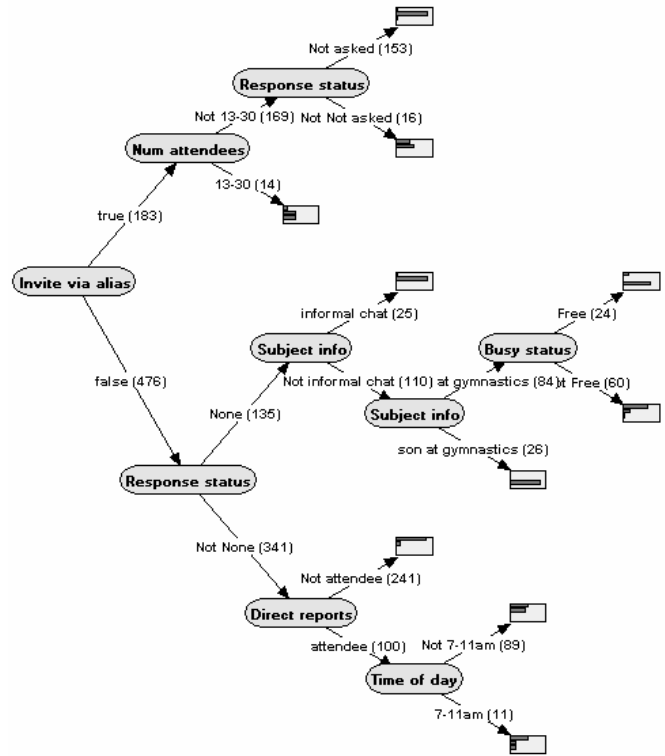 Not asked (153)
Response status
Not 13-30 (169)
Not Not asked (16)
Num attendees
13-30 (14)
true (183)
Invite via alias
informal chat (25)
Free (24)
Subject info
Busy status
false (476)
Not informal chat (110)
at gymnastics (84)
t Free (60)
None (135)
Subject info
son at gymnastics (26)
Response status
Not None (341)
Not attendee (241)
Direct reports
Not 7-11am (89)
attendee (100)
Time of day
7-11am (11)